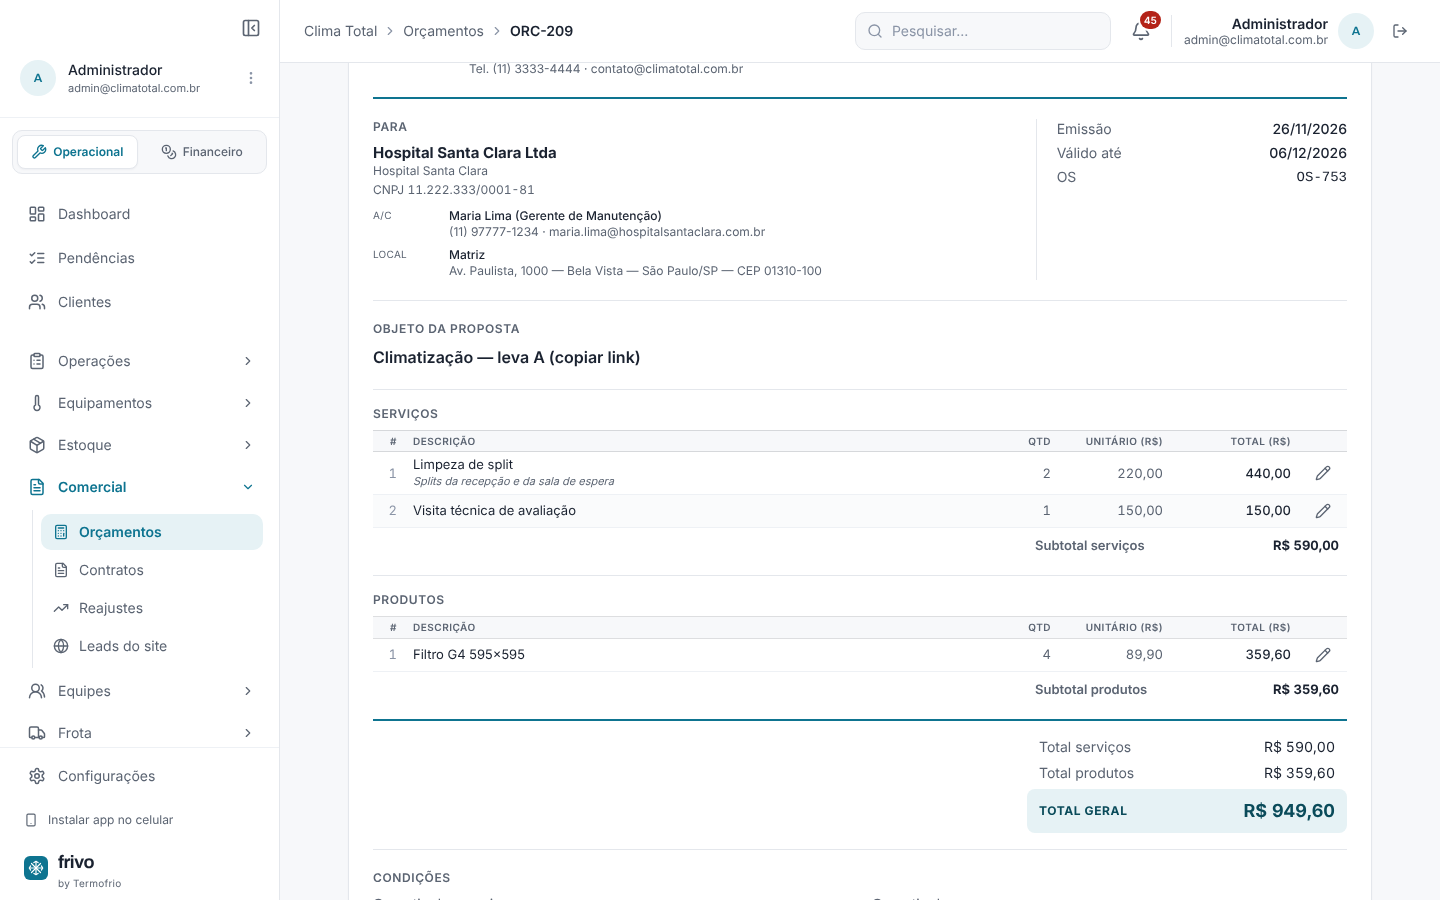 Clima Total
Orçamentos
ORC-209
Pesquisar...
45
Administrador
admin@climatotal.com.br
A
A
Administrador
admin@climatotal.com.br
Operacional
Financeiro
Dashboard
Pendências
Clientes
Operações
Equipamentos
Estoque
Comercial
Orçamentos
Contratos
Reajustes
Leads do site
Equipes
Frota
Configurações
Instalar app no celular
frivo
by Termofrio
Tel. (11) 3333-4444 · contato@climatotal.com.br
PARA
Hospital Santa Clara Ltda
Hospital Santa Clara
CNPJ 11.222.333/0001-81
A/C Maria Lima (Gerente de Manutenção)
(11) 97777-1234 · maria.lima@hospitalsantaclara.com.br
LOCAL Matriz
Av. Paulista, 1000 — Bela Vista — São Paulo/SP — CEP 01310-100
Emissão 26/11/2026
Válido até 06/12/2026
OS OS-753
OBJETO DA PROPOSTA
Climatização — leva A (copiar link)
SERVIÇOS
# DESCRIÇÃO QTD UNITÁRIO (R$) TOTAL (R$)
1 Limpeza de split 2 220,00 440,00
Splits da recepção e da sala de espera
2 Visita técnica de avaliação 1 150,00 150,00
Subtotal serviços R$ 590,00
PRODUTOS
# DESCRIÇÃO QTD UNITÁRIO (R$) TOTAL (R$)
1 Filtro G4 595×595 4 89,90 359,60
Subtotal produtos R$ 359,60
Total serviços R$ 590,00
Total produtos R$ 359,60
TOTAL GERAL R$ 949,60
CONDIÇÕES